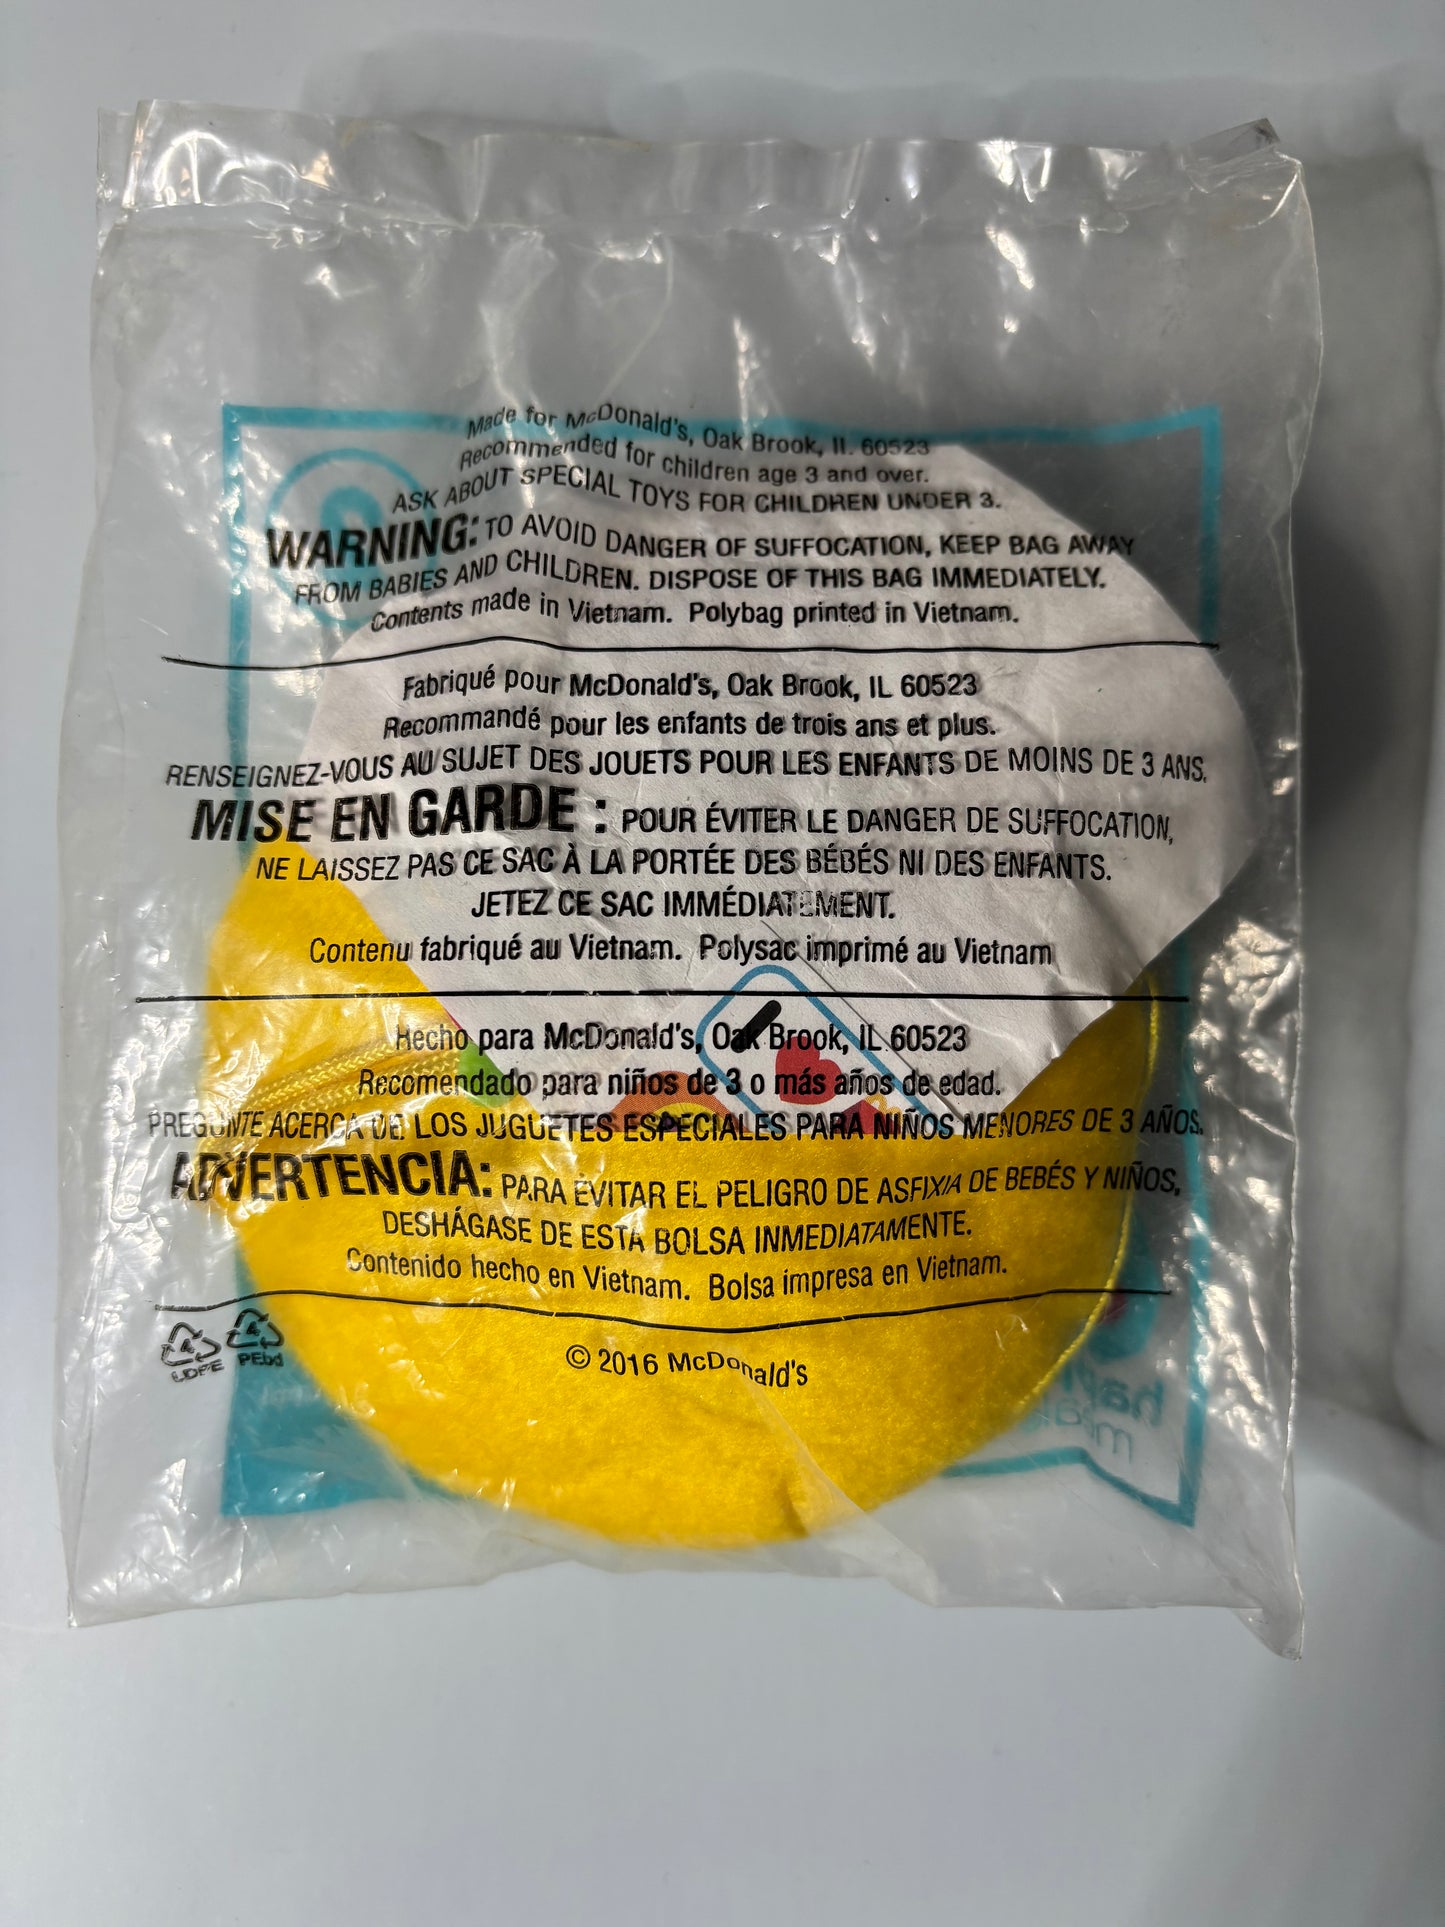 Made for McDonald's, Oak Brook, IL 60523
Recommended for children age 3 and over.
ASK ABOUT SPECIAL TOYS FOR CHILDREN UNDER 3.
WARNING: TO AVOID DANGER OF SUFFOCATION, KEEP BAG AWAY
FROM BABIES AND CHILDREN. DISPOSE OF THIS BAG IMMEDIATELY.
Contents made in Vietnam. Polybag printed in Vietnam.
Fabriqué pour McDonald's, Oak Brook, IL 60523
Recommandé pour les enfants de trois ans et plus.
RENSEIGNEZ-VOUS AU SUJET DES JOUETS POUR LES ENFANTS DE MOINS DE 3 ANS.
MISE EN GARDE : POUR ÉVITER LE DANGER DE SUFFOCATION,
NE LAISSEZ PAS CE SAC À LA PORTÉE DES BÉBÉS NI DES ENFANTS.
JETEZ CE SAC IMMÉDIATEMENT.
Contenu fabriqué au Vietnam. Polysac imprimé au Vietnam
Hecho para McDonald's, Oak Brook, IL 60523
Recomendado para niños de 3 o más años de edad.
PREGUNTE ACERCA DE LOS JUGUETES ESPECIALES PARA NIÑOS MENORES DE 3 AÑOS.
ADVERTENCIA: PARA EVITAR EL PELIGRO DE ASFIXIA DE BEBÉS Y NIÑOS,
DESHÁGASE DE ESTA BOLSA INMEDIATAMENTE.
Contenido hecho en Vietnam. Bolsa impresa en Vietnam.
4 LDPE 4 PEbd
© 2016 McDonald's
happy
meal